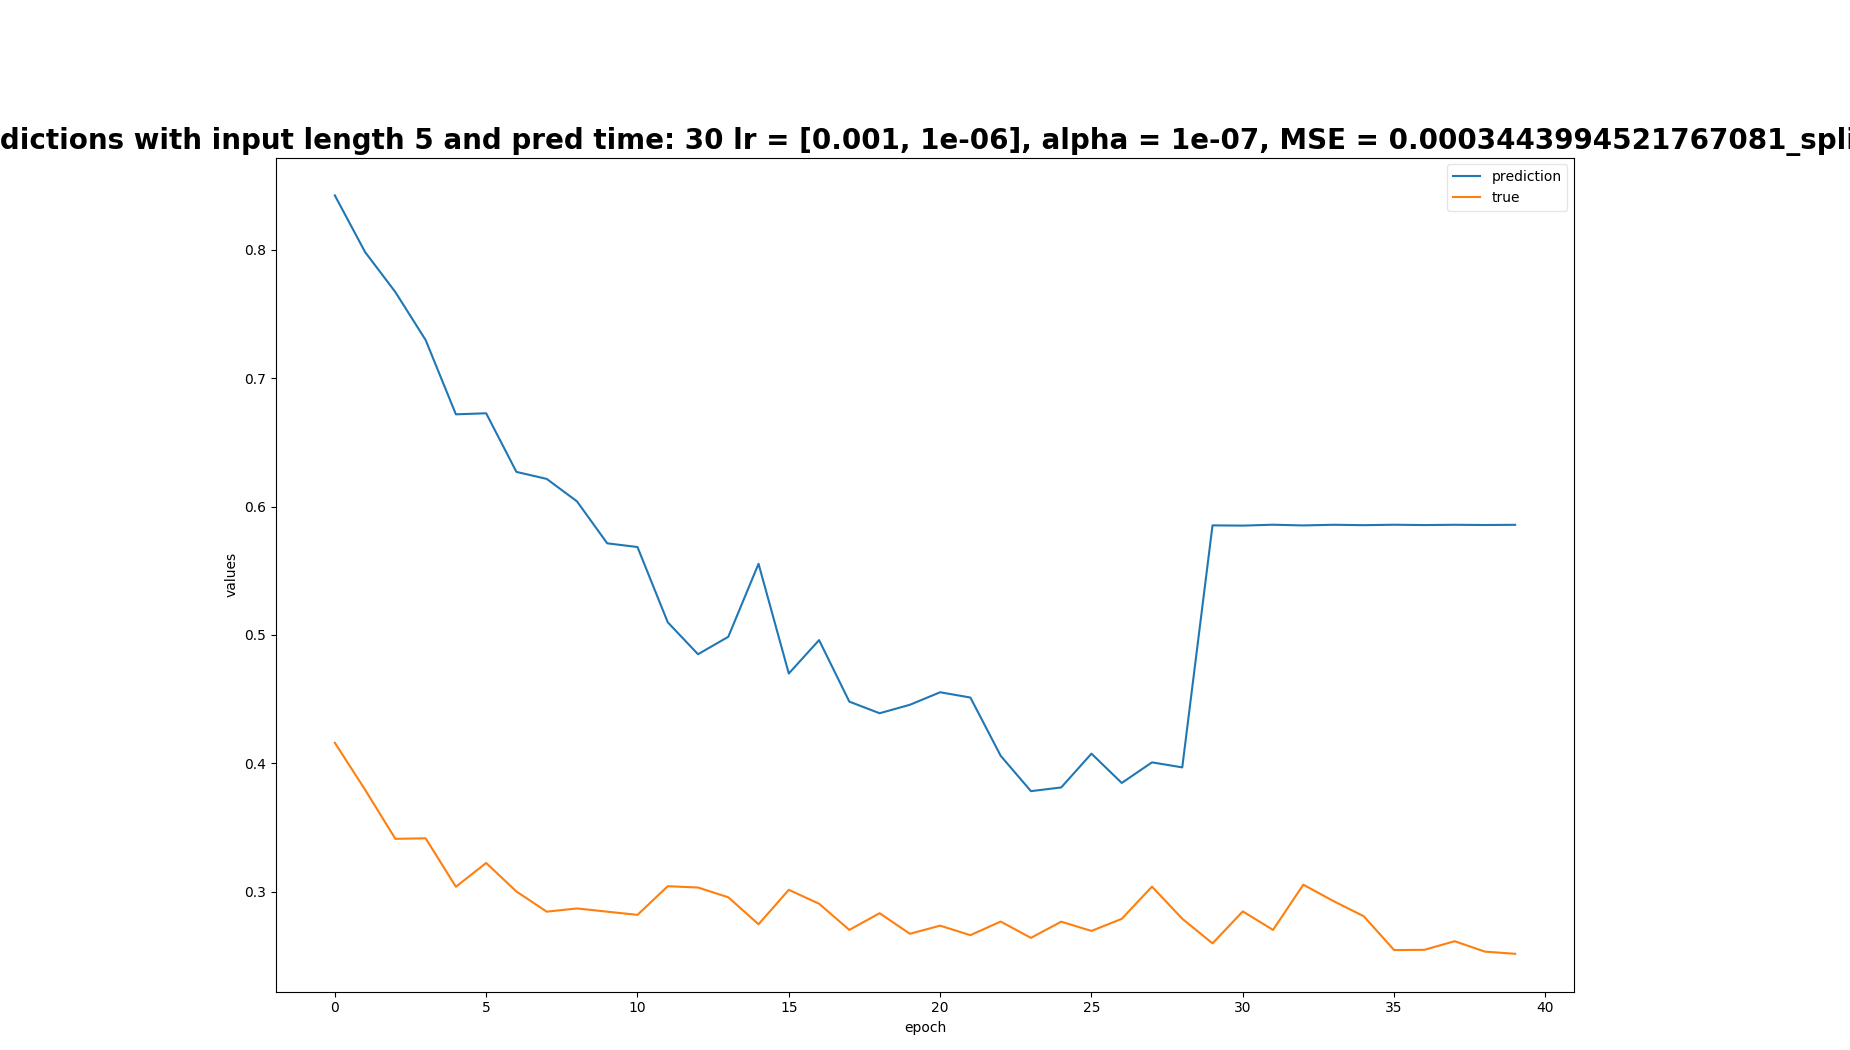 dictions with input length 5 and pred time: 30 lr = [0.001, 1e-06], alpha = 1e-07, MSE = 0.0003443994521767081_spli
prediction
true
values
0.8
0.7
0.6
0.5
0.4
0.3
0 5 10 15 20 25 30 35 40
epoch